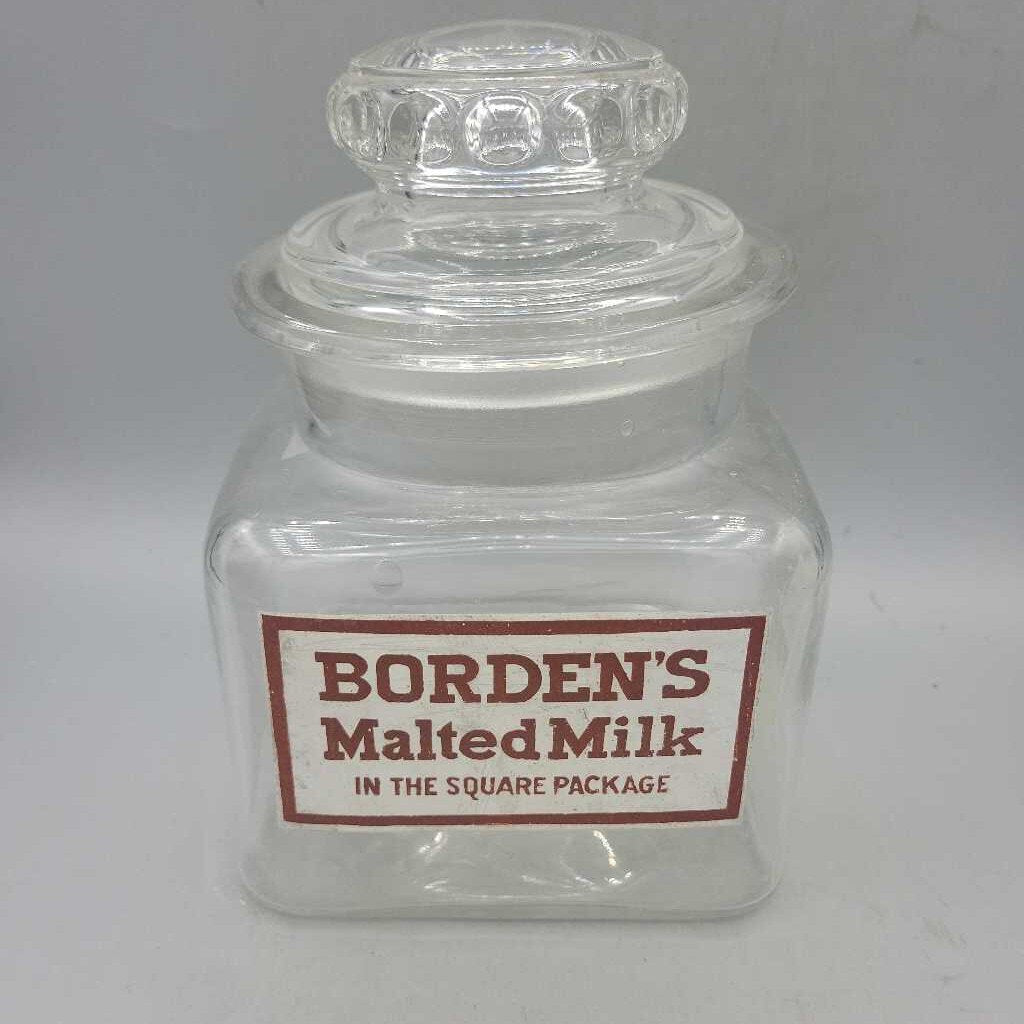 BORDEN'S
Malted Milk
IN THE SQUARE PACKAGE